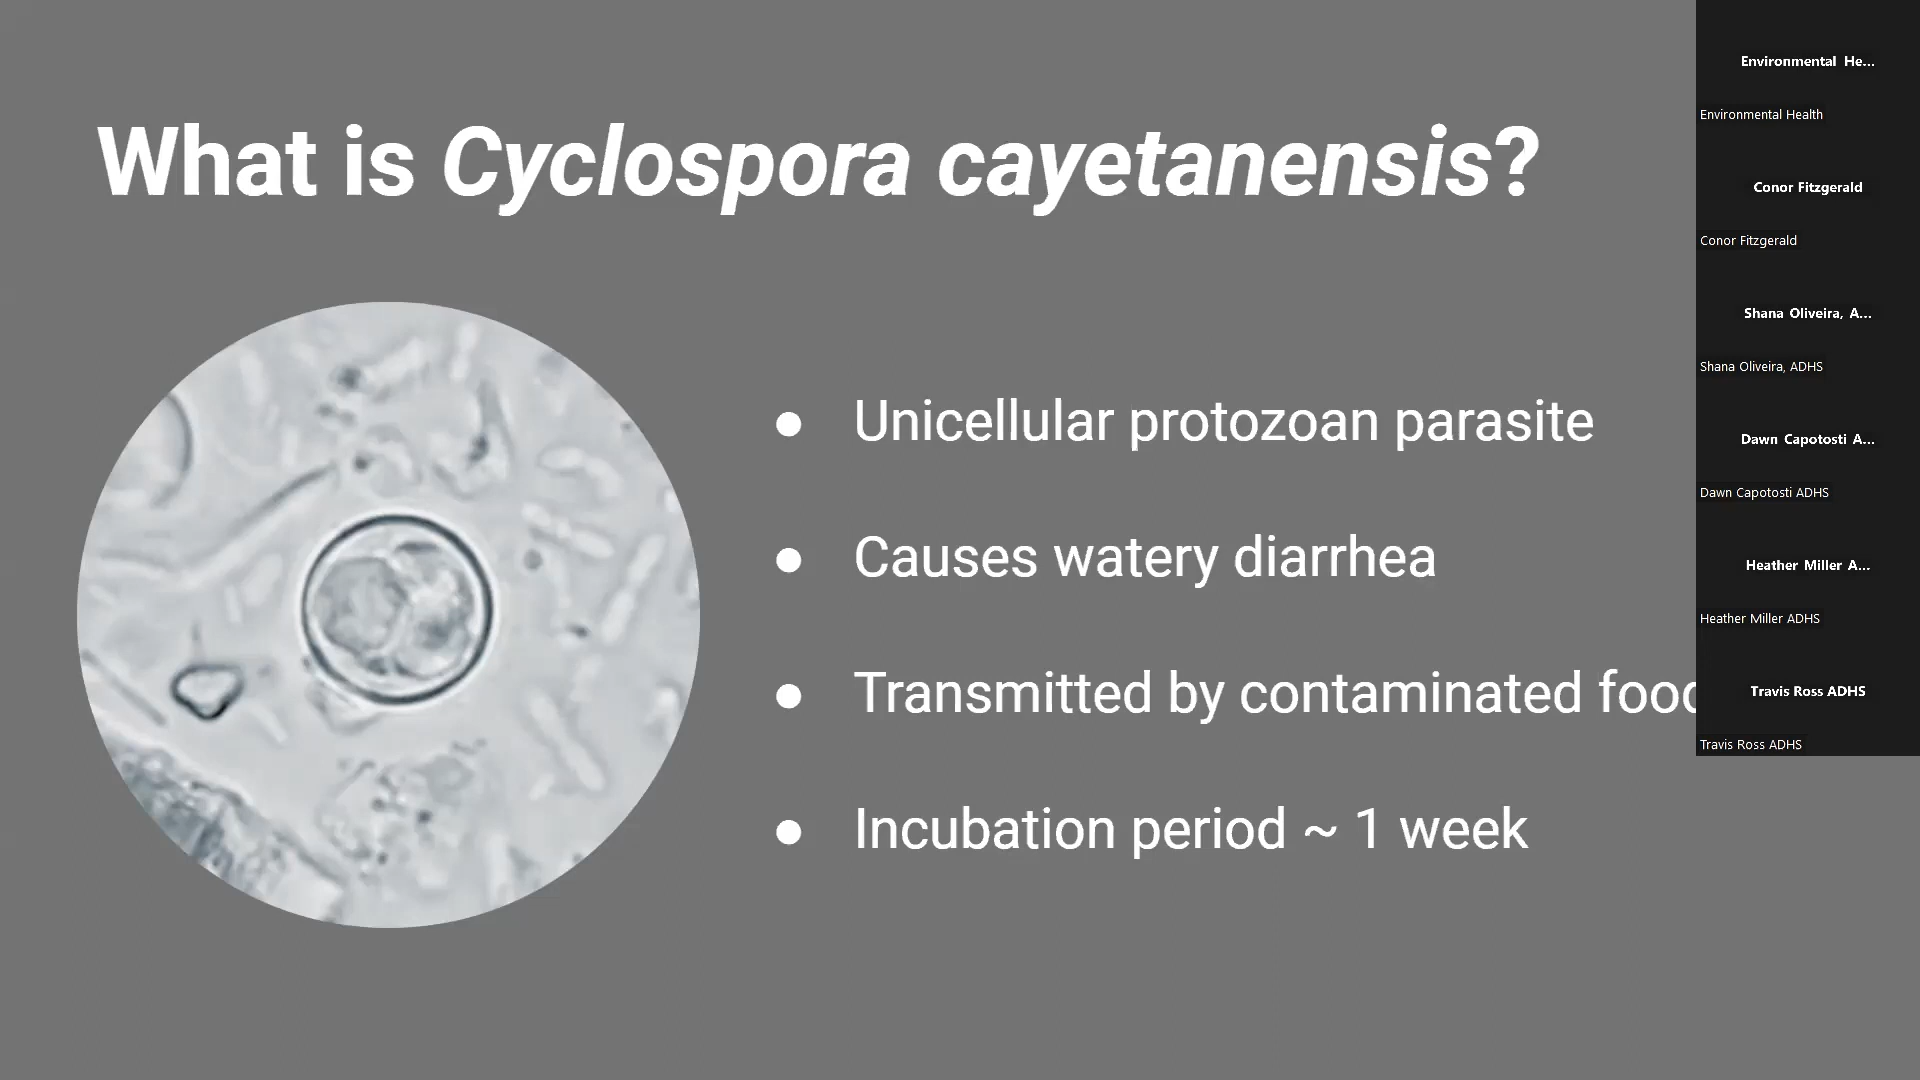 What is Cyclospora cayetanensis?
● Unicellular protozoan parasite
● Causes watery diarrhea
● Transmitted by contaminated food
● Incubation period ~ 1 week
Environmental He...
Environmental Health
Conor Fitzgerald
Conor Fitzgerald
Shana Oliveira, A...
Shana Oliveira, ADHS
Dawn Capotosti A...
Dawn Capotosti ADHS
Heather Miller A...
Heather Miller ADHS
Travis Ross ADHS
Travis Ross ADHS